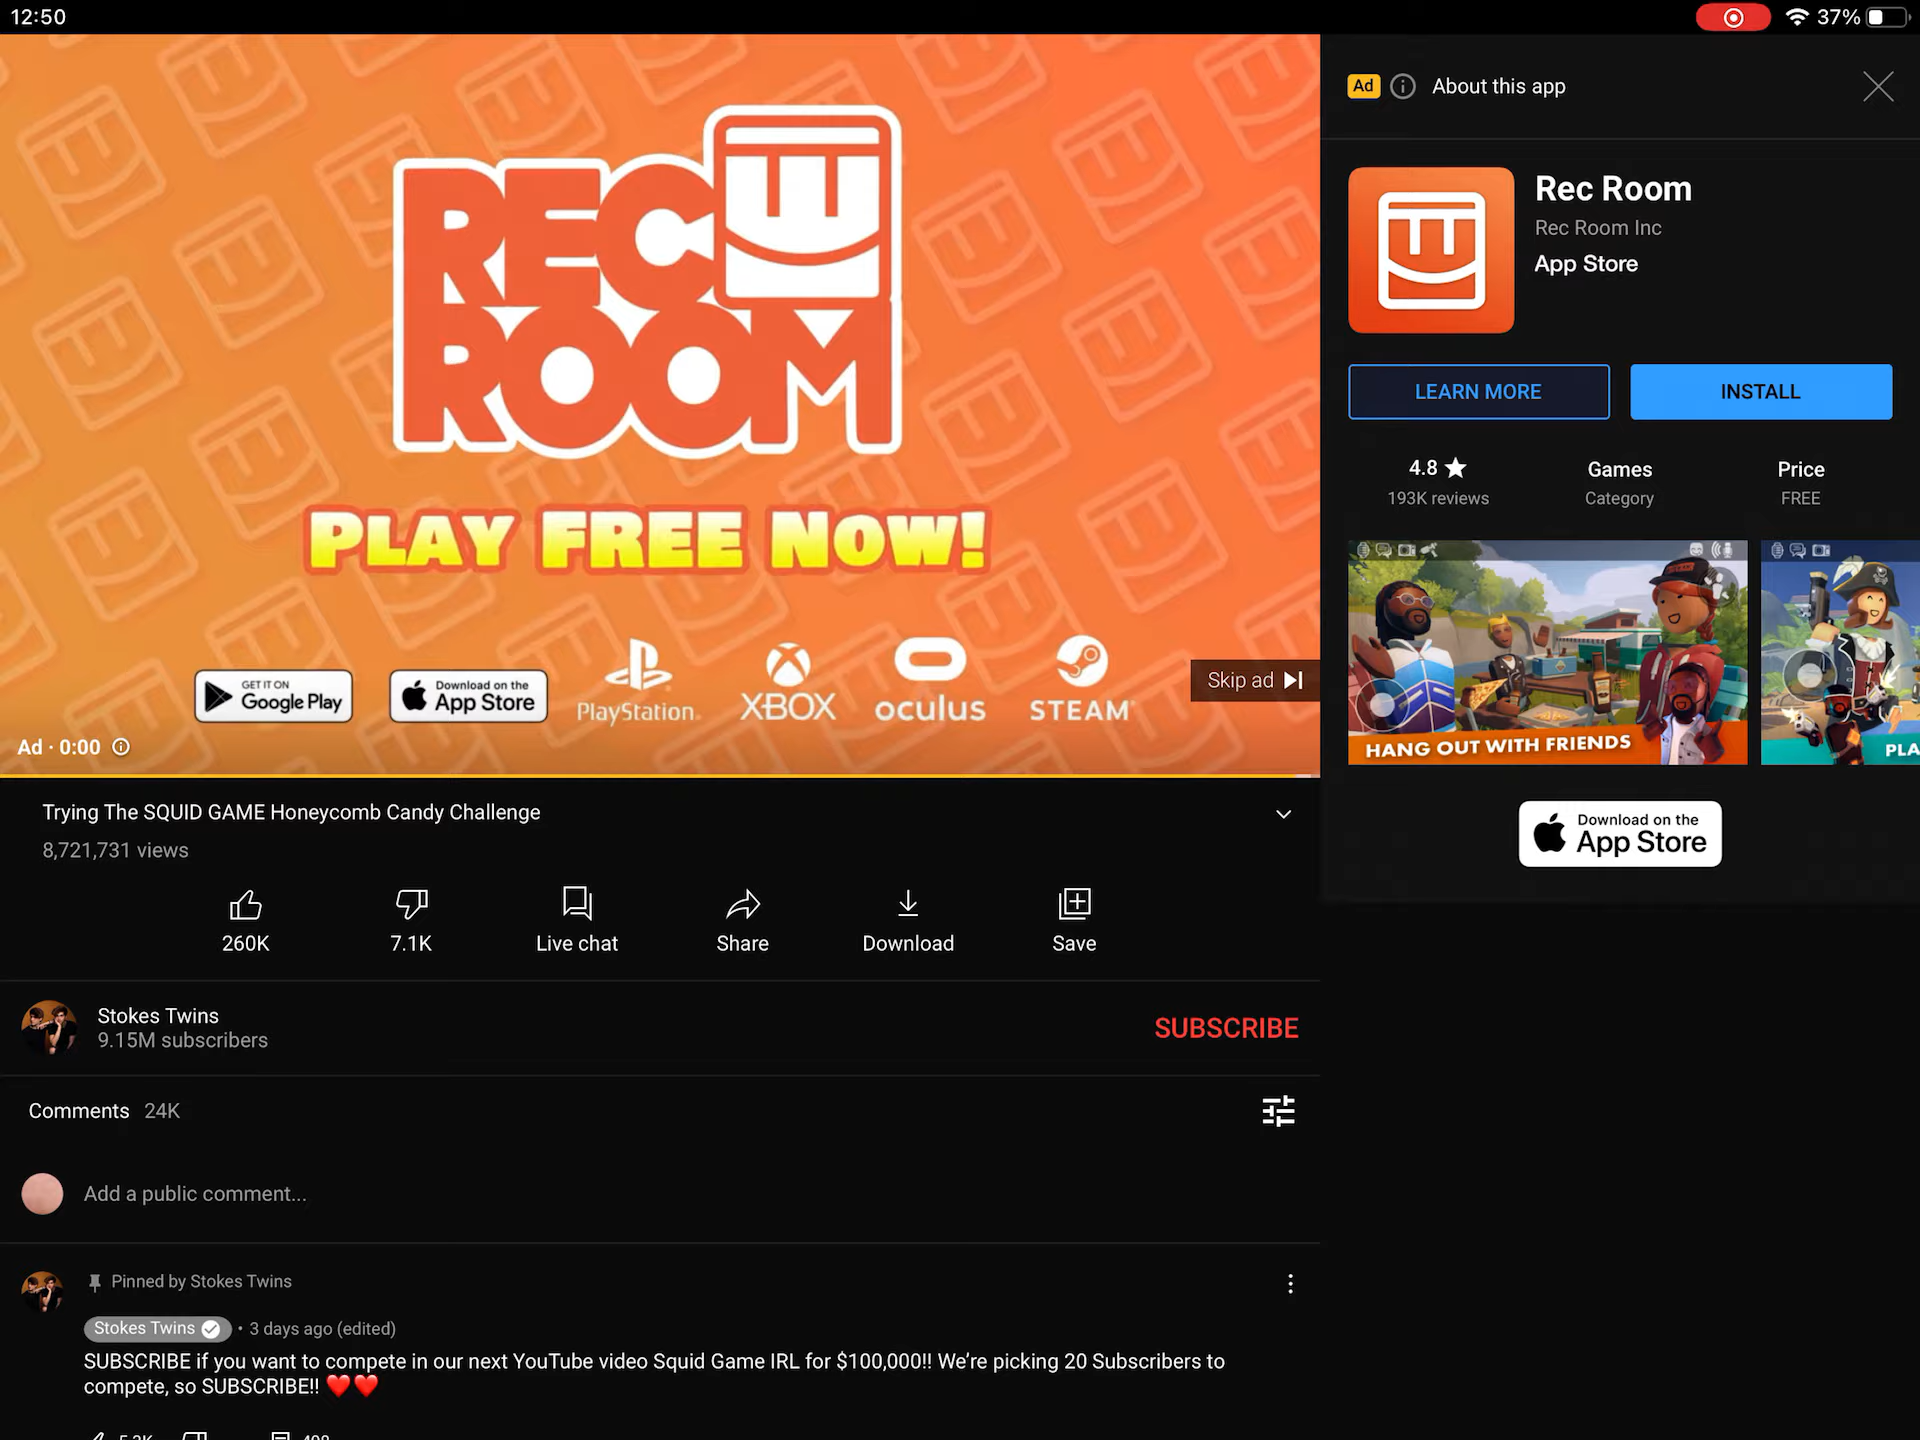 12:50
37%
REC
ROOM
PLAY FREE NOW!
GET IT ON
Google Play
Download on the
App Store
PlayStation
XBOX
oculus
STEAM
Skip ad
Ad · 0:00
Ad About this app
Rec Room
Rec Room Inc
App Store
LEARN MORE
INSTALL
4.8 ★ Games Price
193K reviews Category FREE
HANG OUT WITH FRIENDS
PLA
Download on the
App Store
Trying The SQUID GAME Honeycomb Candy Challenge
8,721,731 views
260K 7.1K Live chat Share Download Save
Stokes Twins
9.15M subscribers
SUBSCRIBE
Comments 24K
Add a public comment...
Pinned by Stokes Twins
Stokes Twins • 3 days ago (edited)
SUBSCRIBE if you want to compete in our next YouTube video Squid Game IRL for $100,000!! We’re picking 20 Subscribers to
compete, so SUBSCRIBE!! ❤️❤️